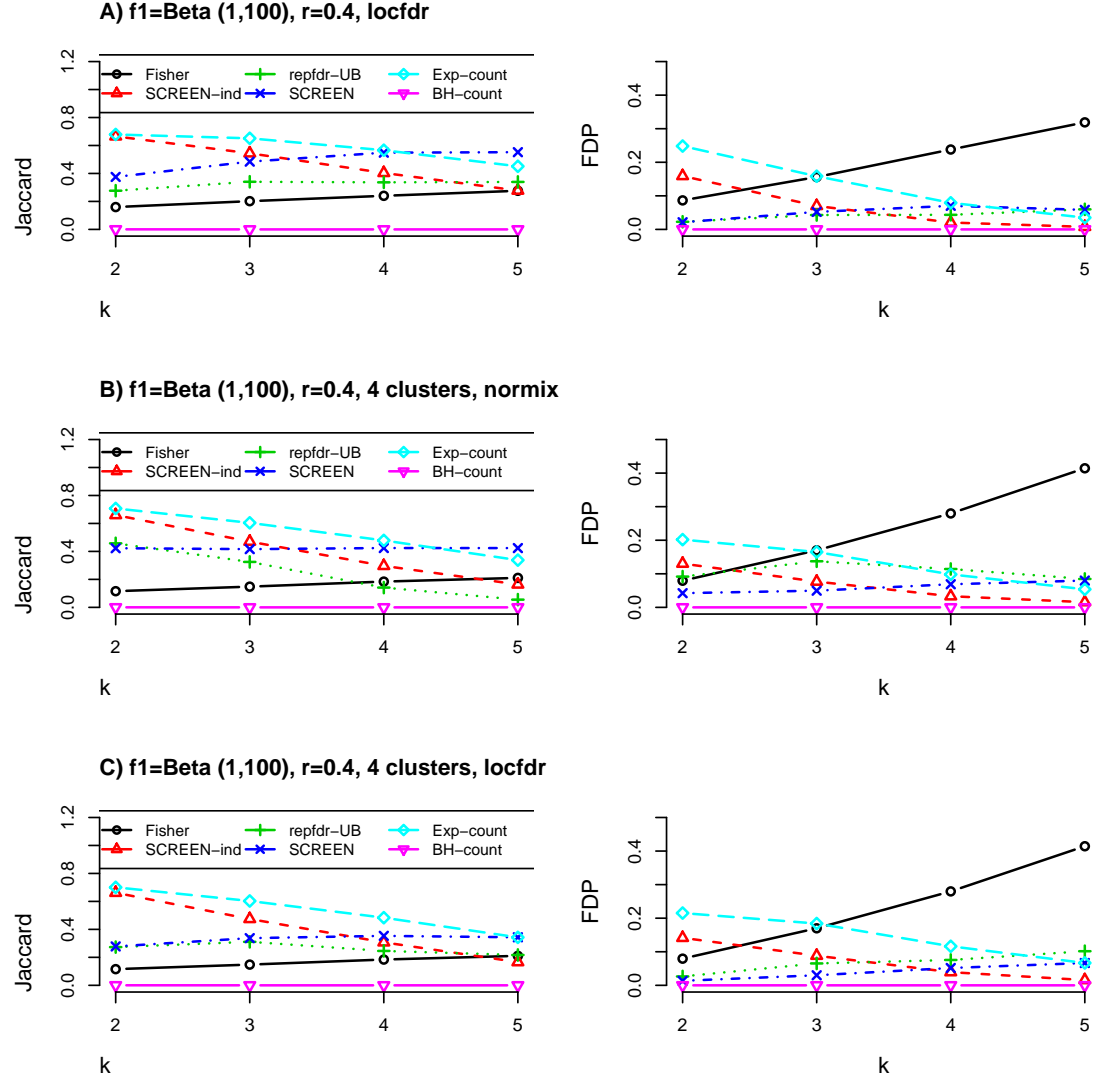 A) f1=Beta (1,100), r=0.4, locfdr
Jaccard
0.0 0.4 0.8 1.2
Fisher repfdr−UB Exp−count
SCREEN−ind SCREEN BH−count
2 3 4 5
k
FDP
0.0 0.2 0.4
2 3 4 5
k
B) f1=Beta (1,100), r=0.4, 4 clusters, normix
Jaccard
0.0 0.4 0.8 1.2
Fisher repfdr−UB Exp−count
SCREEN−ind SCREEN BH−count
2 3 4 5
k
FDP
0.0 0.2 0.4
2 3 4 5
k
C) f1=Beta (1,100), r=0.4, 4 clusters, locfdr
Jaccard
0.0 0.4 0.8 1.2
Fisher repfdr−UB Exp−count
SCREEN−ind SCREEN BH−count
2 3 4 5
k
FDP
0.0 0.2 0.4
2 3 4 5
k